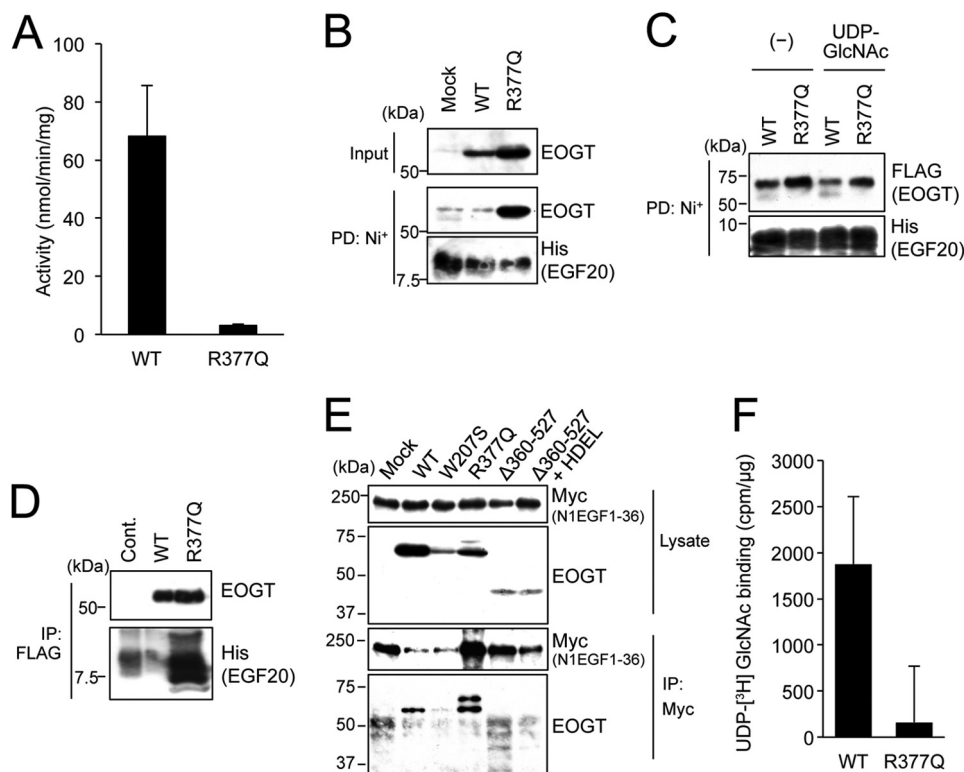 A
100
80
60
40
20
0
Activity (nmol/min/mg)
WT
R377Q
B
Mock
WT
R377Q
(kDa)
Input
50
EOGT
PD: Ni⁺
50
EOGT
7.5
His
(EGF20)
C
(−)
UDP-
GlcNAc
WT
R377Q
WT
R377Q
(kDa)
PD: Ni⁺
75
50
FLAG
(EOGT)
10
His
(EGF20)
D
Cont.
WT
R377Q
(kDa)
50
EOGT
IP:
FLAG
7.5
His
(EGF20)
E
Mock
WT
W207S
R377Q
Δ360-527
Δ360-527
+ HDEL
(kDa)
250
Myc
(N1EGF1-36)
75
50
37
EOGT
Lysate
250
Myc
(N1EGF1-36)
75
50
37
EOGT
IP:
Myc
F
3000
2500
2000
1500
1000
500
0
UDP-[³H] GlcNAc binding (cpm/µg)
WT
R377Q